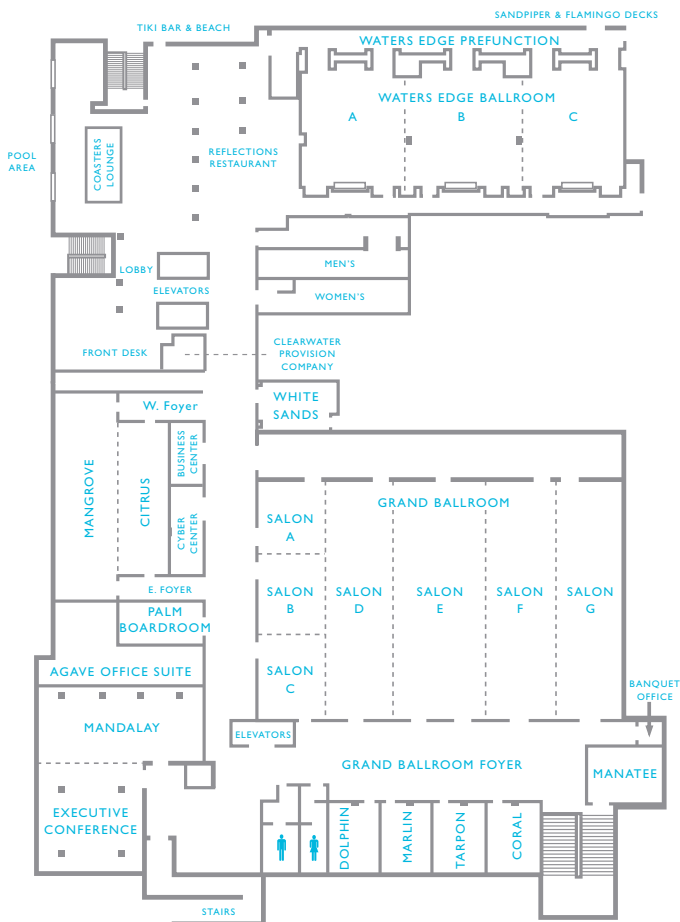 SANDPIPER & FLAMINGO DECKS
TIKI BAR & BEACH
WATERS EDGE PREFUNCTION
WATERS EDGE BALLROOM
A
B
C
POOL
AREA
COASTERS
LOUNGE
REFLECTIONS
RESTAURANT
LOBBY
MEN'S
ELEVATORS
WOMEN'S
FRONT DESK
CLEARWATER
PROVISION
COMPANY
WHITE
SANDS
W. Foyer
MANGROVE
CITRUS
BUSINESS
CENTER
CYBER
CENTER
GRAND BALLROOM
SALON
A
SALON
B
SALON
C
SALON
D
SALON
E
SALON
F
SALON
G
E. FOYER
PALM
BOARDROOM
AGAVE OFFICE SUITE
BANQUET
OFFICE
MANDALAY
ELEVATORS
GRAND BALLROOM FOYER
MANATEE
EXECUTIVE
CONFERENCE
DOLPHIN
MARLIN
TARPON
CORAL
STAIRS